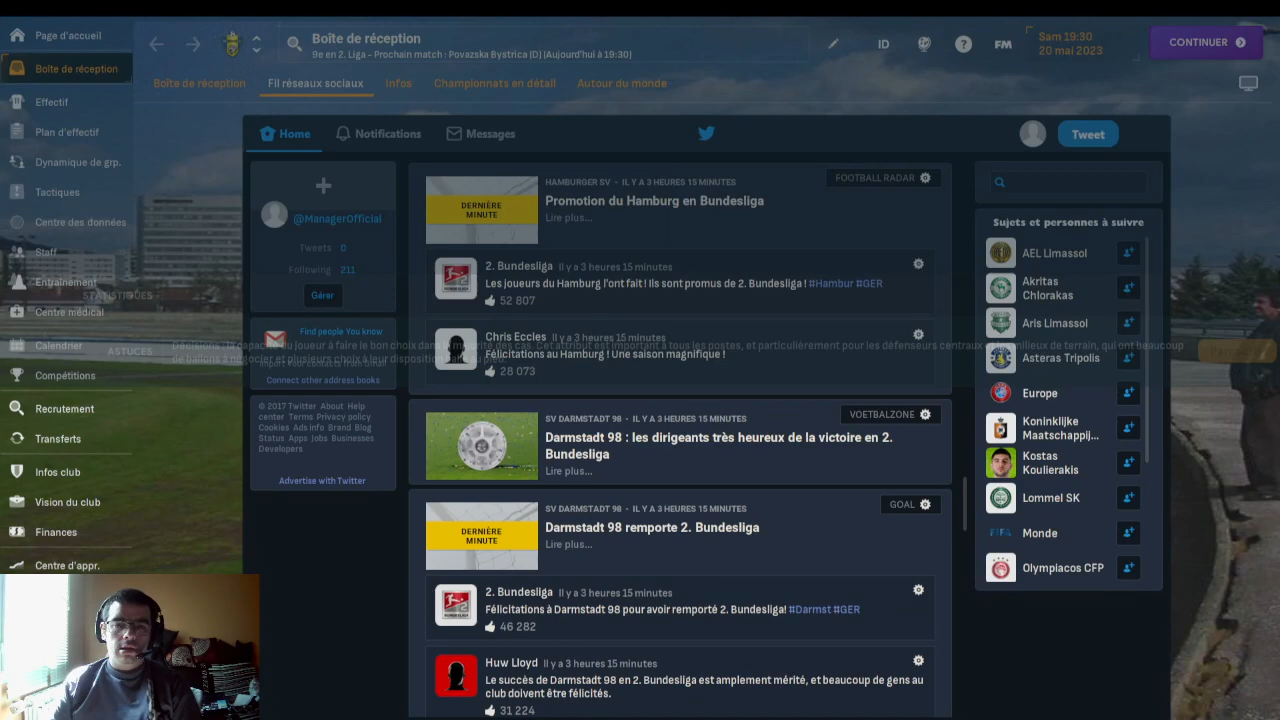 Page d'accueil
Boîte de réception
Effectif
Plan d'effectif
Dynamique de grp.
Tactiques
Centre des données
Staff
Entraînement
Centre médical
Calendrier
Compétitions
Recrutement
Transferts
Infos club
Vision du club
Finances
Centre d'appr.
Boîte de réception
9e en 2. Liga - Prochain match : Povazska Bystrica (D) (Aujourd'hui à 19:30)
ID
FM
Sam 19:30
20 mai 2023
CONTINUER
Boîte de réception
Fil réseaux sociaux
Infos
Championnats en détail
Autour du monde
Home
Notifications
Messages
Tweet
@ManagerOfficial
Tweets 0
Following 211
Gérer
Find people You know
Import your contacts from Gmail
Connect other address books
© 2017 Twitter About Help
center Terms Privacy policy
Cookies Ads info Brand Blog
Status Apps Jobs Businesses
Developers
Advertise with Twitter
STATISTIQUES
ASTUCES
HAMBURGER SV - IL Y A 3 HEURES 15 MINUTES
FOOTBALL RADAR
DERNIÈRE
MINUTE
Promotion du Hamburg en Bundesliga
Lire plus...
2. Bundesliga Il y a 3 heures 15 minutes
Les joueurs du Hamburg l'ont fait ! Ils sont promus de 2. Bundesliga ! #Hambur #GER
52 807
Chris Eccles Il y a 3 heures 15 minutes
Félicitations au Hamburg ! Une saison magnifique !
28 073
SV DARMSTADT 98 - IL Y A 3 HEURES 15 MINUTES
VOETBALZONE
Darmstadt 98 : les dirigeants très heureux de la victoire en 2.
Bundesliga
Lire plus...
SV DARMSTADT 98 - IL Y A 3 HEURES 15 MINUTES
GOAL
DERNIÈRE
MINUTE
Darmstadt 98 remporte 2. Bundesliga
Lire plus...
2. Bundesliga Il y a 3 heures 15 minutes
Félicitations à Darmstadt 98 pour avoir remporté 2. Bundesliga! #Darmst #GER
46 282
Huw Lloyd Il y a 3 heures 15 minutes
Le succès de Darmstadt 98 en 2. Bundesliga est amplement mérité, et beaucoup de gens au
club doivent être félicités.
31 224
Sujets et personnes à suivre
AEL Limassol
Akritas
Chlorakas
Aris Limassol
Asteras Tripolis
Europe
Koninklijke
Maatschappij...
Kostas
Koulierakis
Lommel SK
FIFA
Monde
Olympiacos CFP